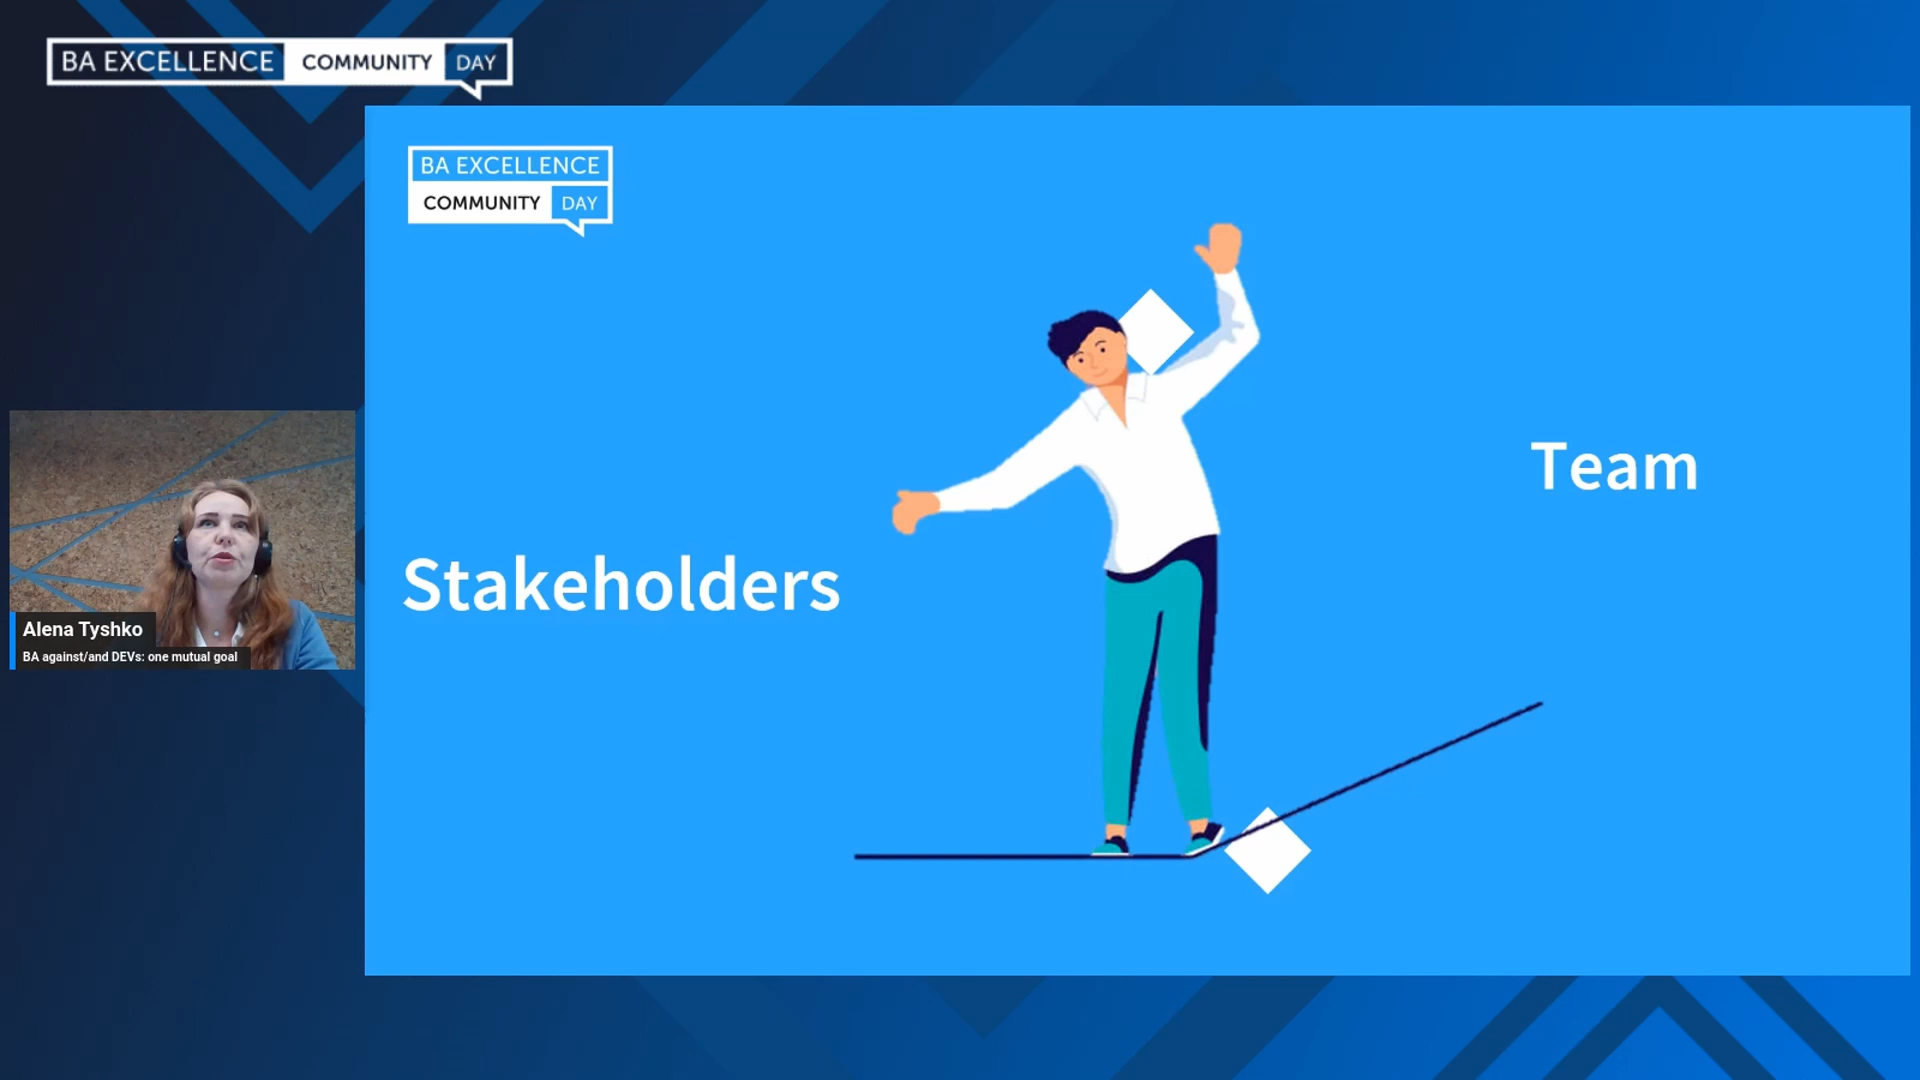 BA EXCELLENCE COMMUNITY DAY
BA EXCELLENCE
COMMUNITY DAY
Team
Stakeholders
Alena Tyshko
BA against/and DEVs: one mutual goal